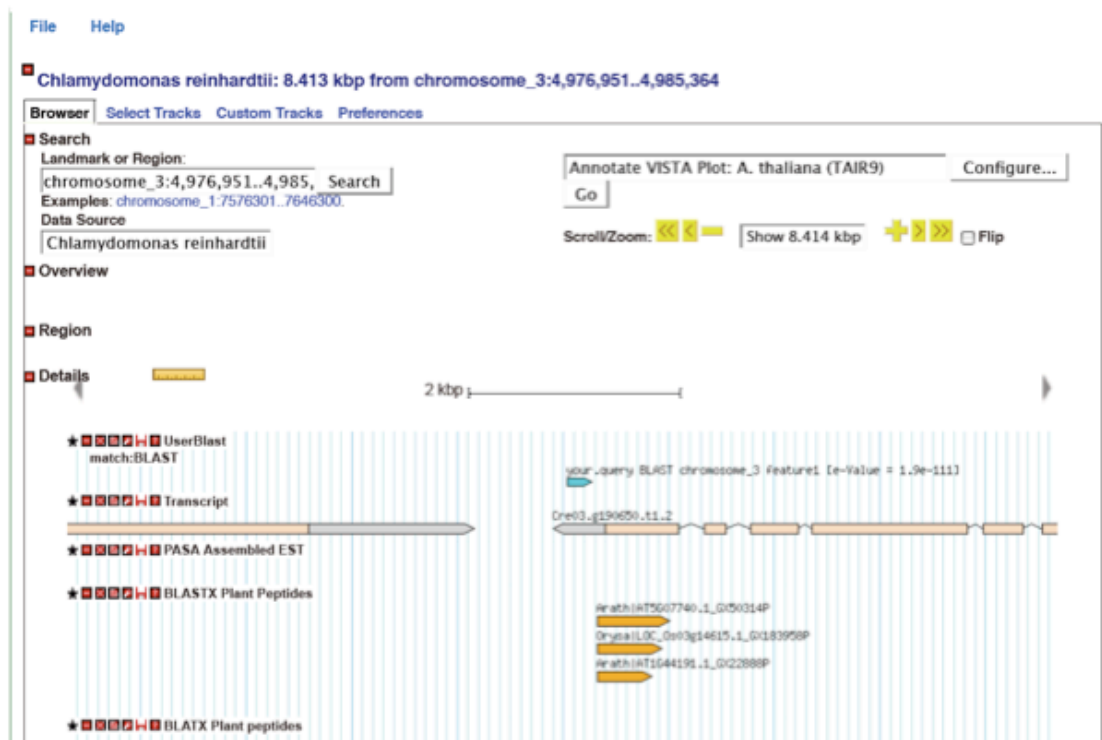 File Help
Chlamydomonas reinhardtii: 8.413 kbp from chromosome_3:4,976,951..4,985,364
Browser Select Tracks Custom Tracks Preferences
Search
Landmark or Region:
chromosome_3:4,976,951..4,985, Search
Examples: chromosome_1:7576301..7646300.
Data Source
Chlamydomonas reinhardtii
Annotate VISTA Plot: A. thaliana (TAIR9) Configure...
Go
Scroll/Zoom: Show 8.414 kbp Flip
Overview
Region
Details
2 kbp
UserBlast
match:BLAST
your.query BLAST chromosome_3 feature1 [e-Value = 1.9e-111]
Transcript
Cre03.g190650.t1.2
PASA Assembled EST
BLASTX Plant Peptides
Arath|AT5G07740.1_GX50314P
Orysa|LOC_Os03g14615.1_GX183958P
Arath|AT1G44191.1_GX22888P
BLATX Plant peptides